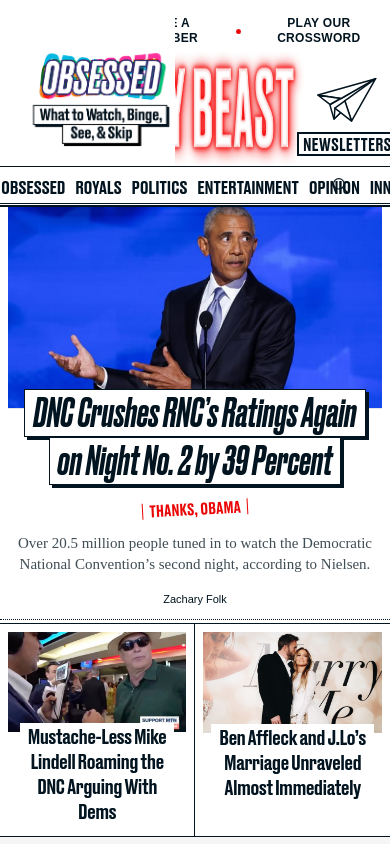 E A
BER
PLAY OUR
CROSSWORD
OBSESSED
What to Watch, Binge,
See, & Skip
Y BEAST
NEWSLETTERS
OBSESSED ROYALS POLITICS ENTERTAINMENT OPINION INN
DNC Crushes RNC's Ratings Again
on Night No. 2 by 39 Percent
THANKS, OBAMA
Over 20.5 million people tuned in to watch the Democratic
National Convention's second night, according to Nielsen.
Zachary Folk
SUPPORT MTN
Marry
Me
Mustache-Less Mike
Lindell Roaming the
DNC Arguing With
Dems
Ben Affleck and J.Lo's
Marriage Unraveled
Almost Immediately